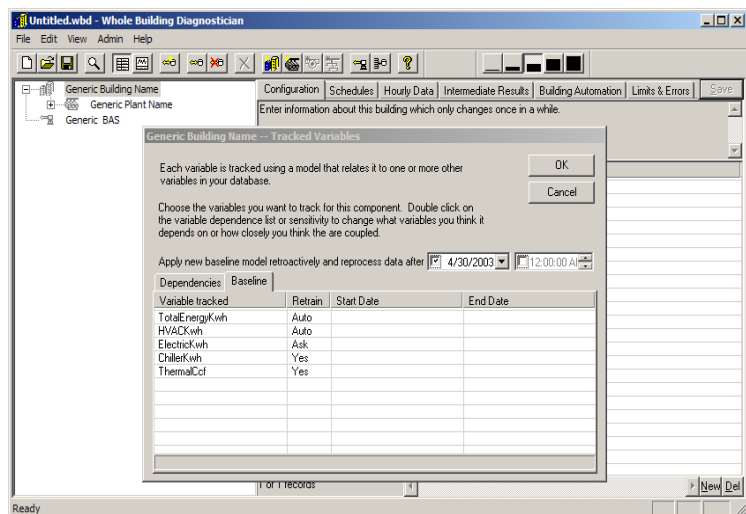 Untitled.wbd - Whole Building Diagnostician
File Edit View Admin Help
Generic Building Name
Generic Plant Name
Generic BAS
Configuration Schedules Hourly Data Intermediate Results Building Automation Limits & Errors Save
Enter information about this building which only changes once in a while.
Generic Building Name -- Tracked Variables
Each variable is tracked using a model that relates it to one or more other
variables in your database.
OK
Cancel
Choose the variables you want to track for this component. Double click on
the variable dependence list or sensitivity to change what variables you think it
depends on or how closely you think the are coupled.
Apply new baseline model retroactively and reprocess data after 4/30/2003 12:00:00 AM
Dependencies Baseline
Variable tracked Retrain Start Date End Date
TotalEnergyKwh Auto
HVACKwh Auto
ElectricKwh Ask
ChillerKwh Yes
ThermalCcf Yes
1 of 1 records
New Del
Ready